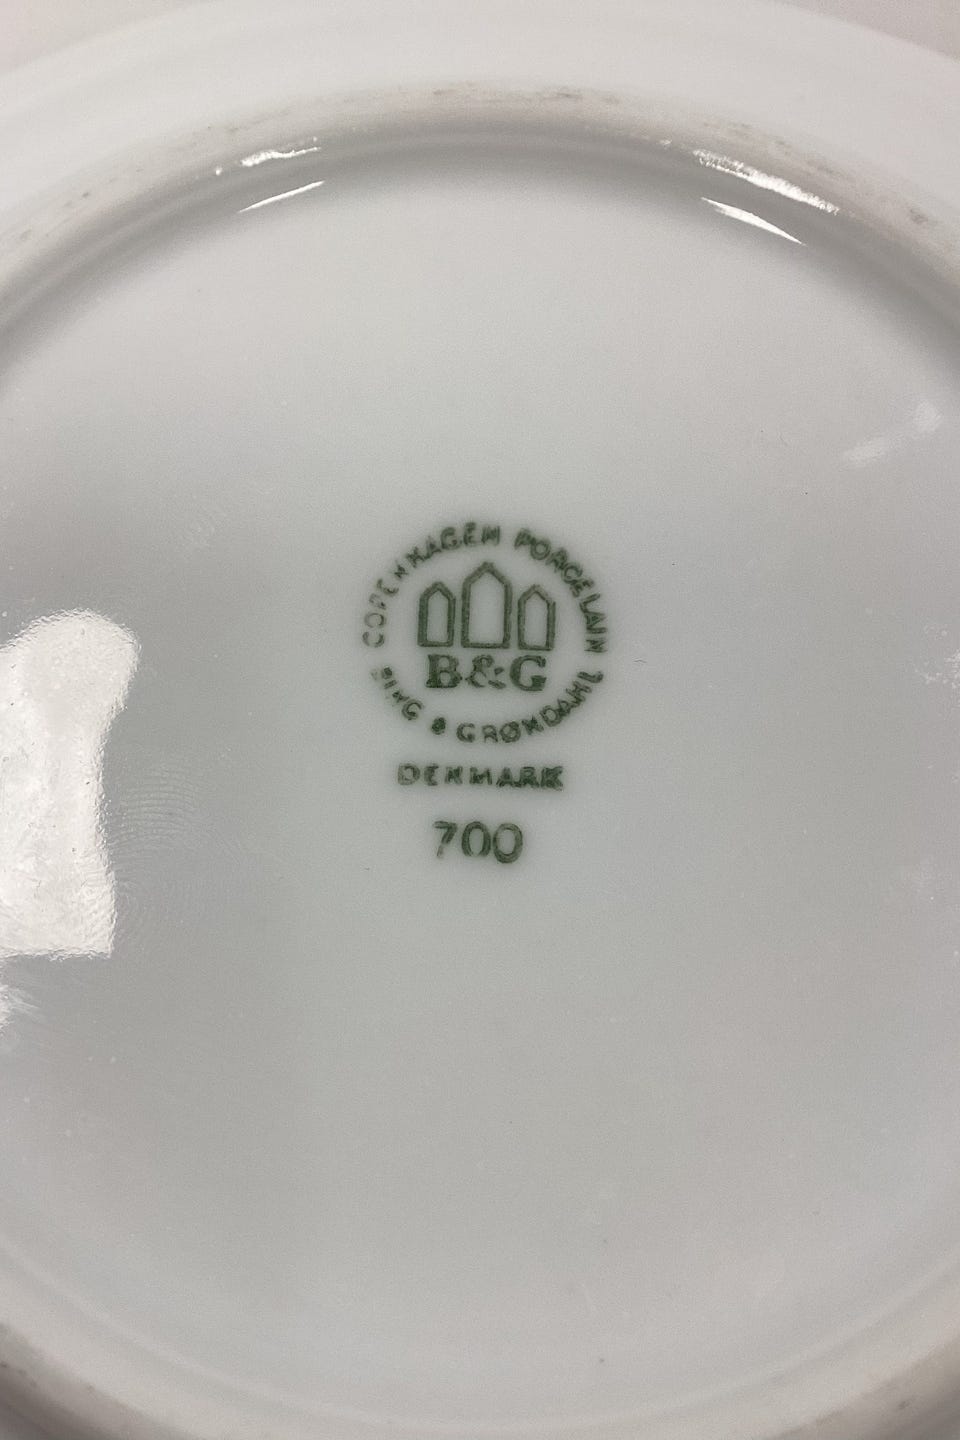 COPENHAGEN PORCELAIN
B&G
BING & GRØNDAHL
DENMARK
700